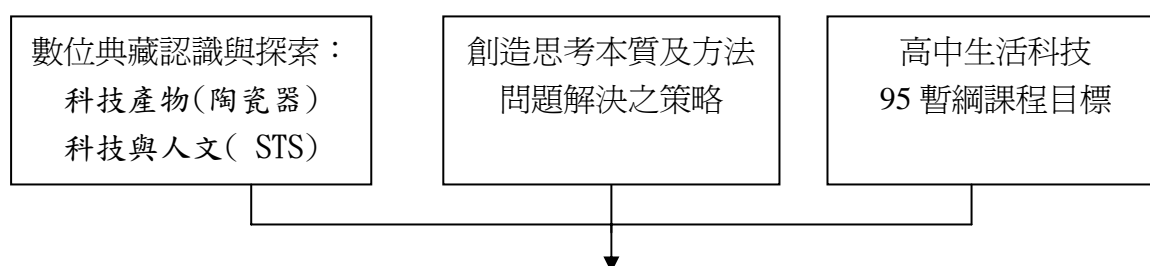 數位典藏認識與探索：
科技產物(陶瓷器)
科技與人文( STS)
創造思考本質及方法
問題解決之策略
高中生活科技
95 暫綱課程目標